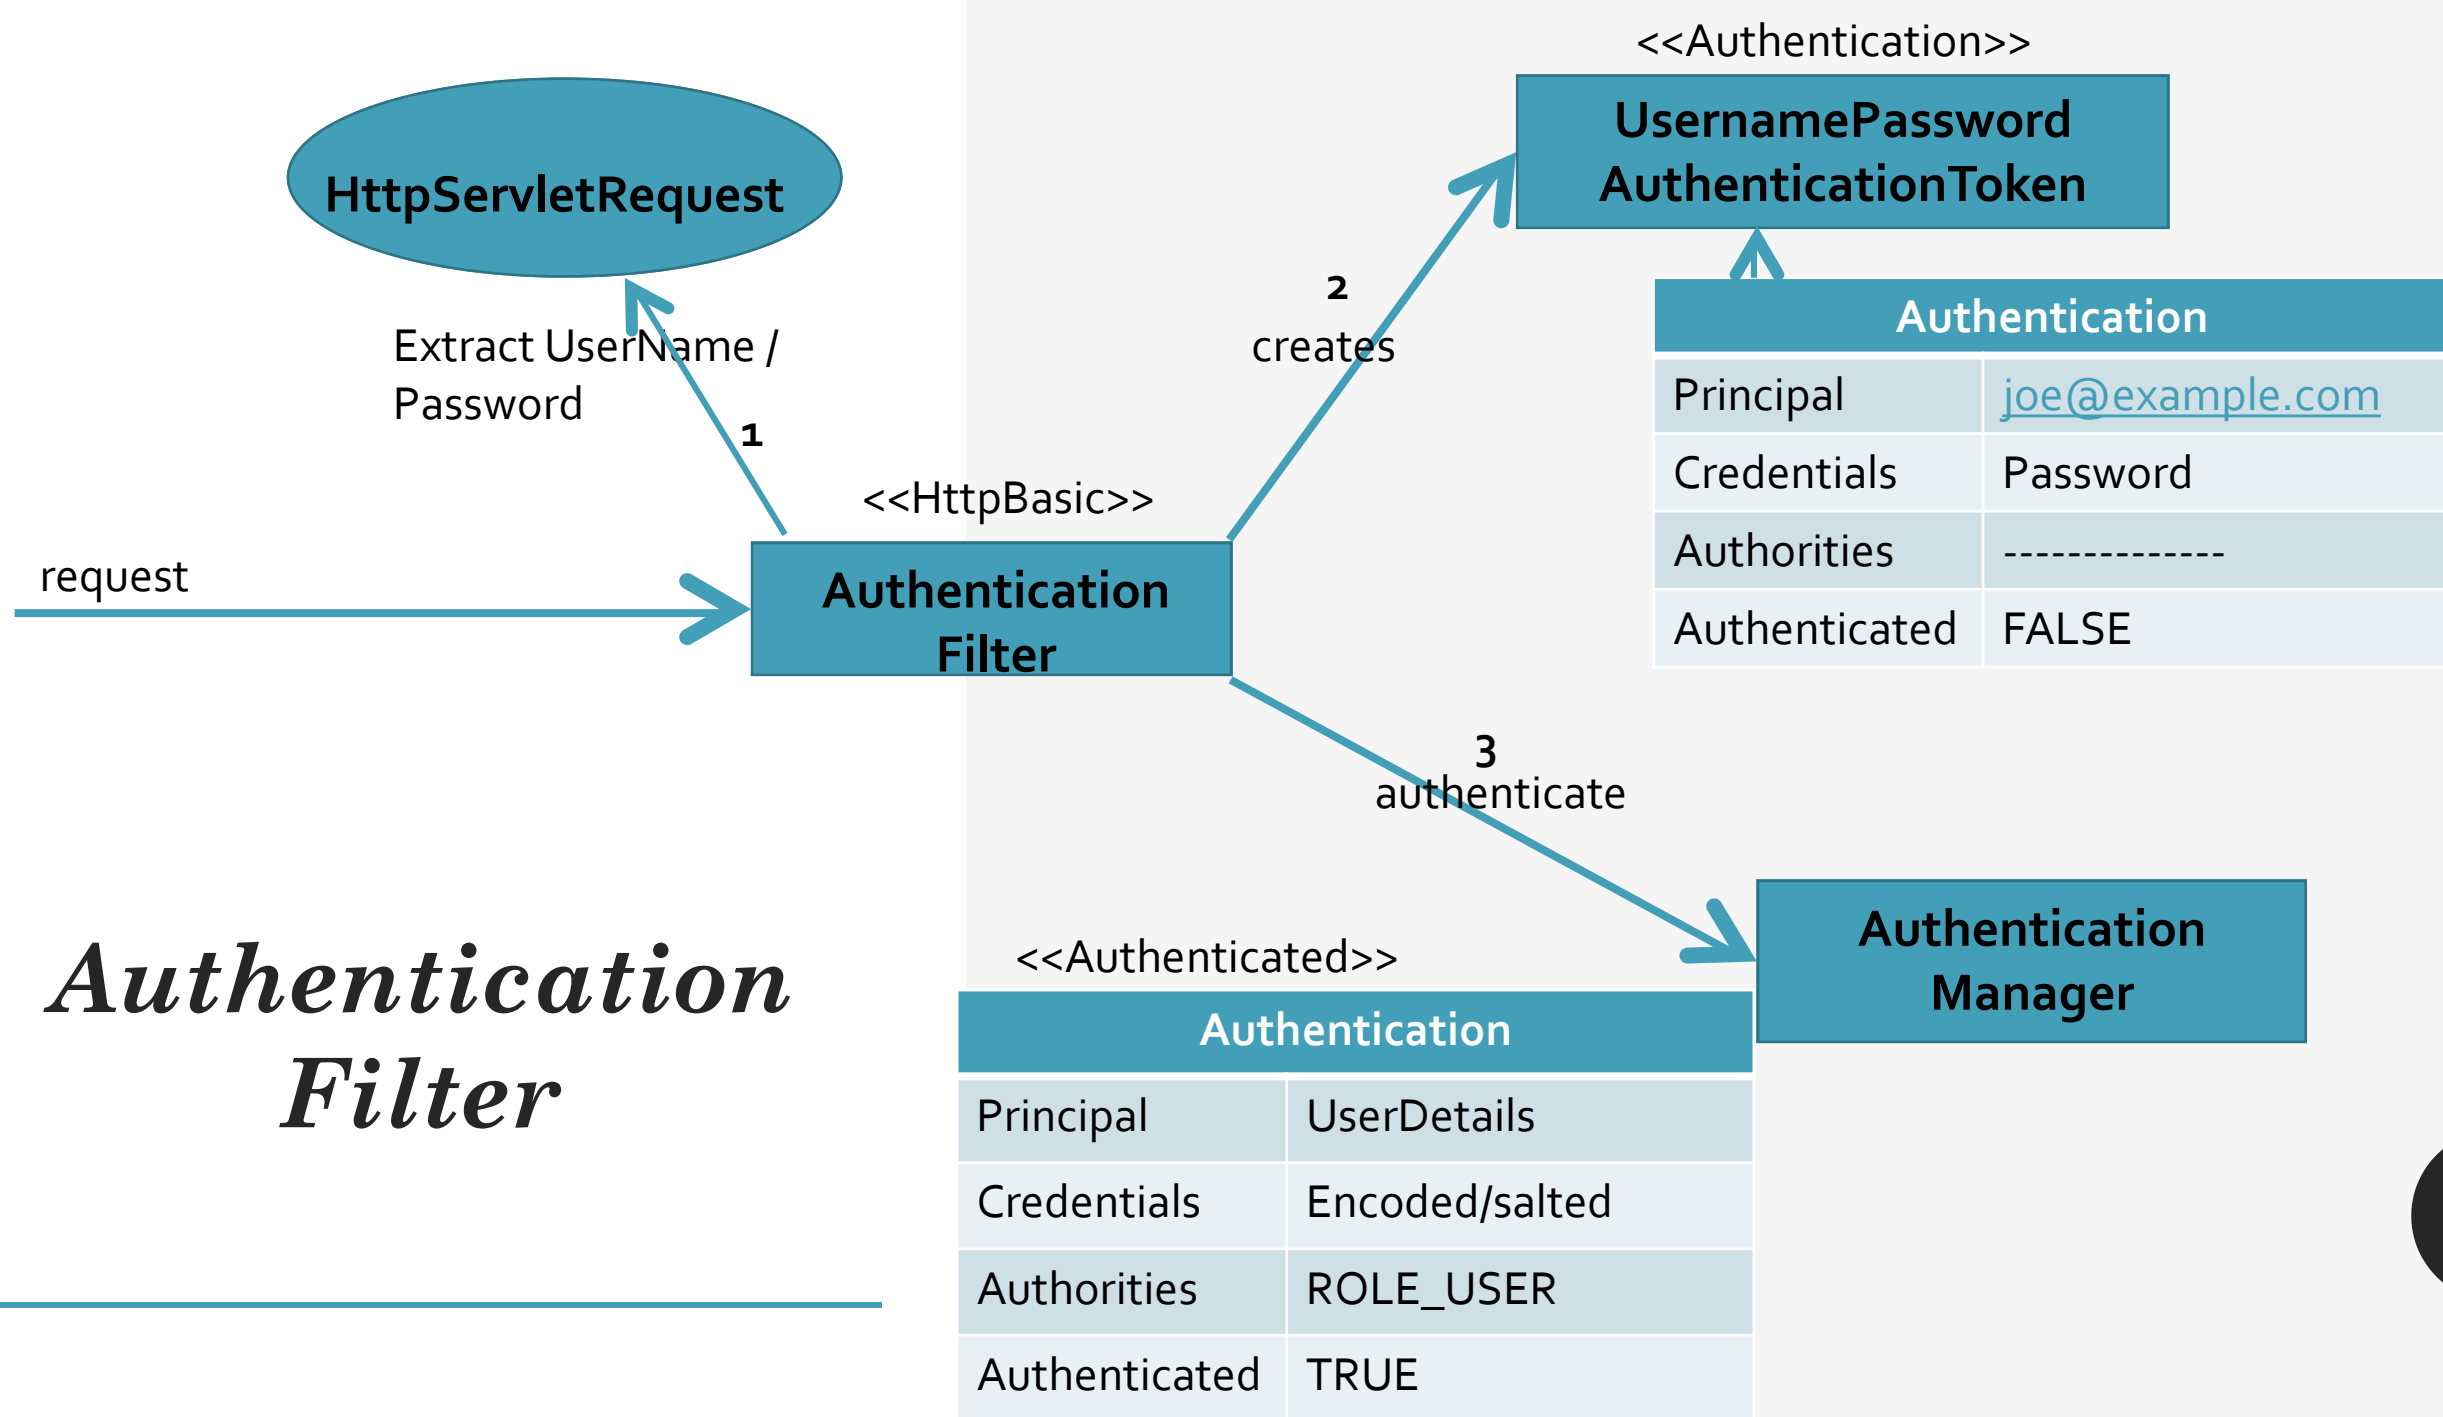 <<Authentication>>
UsernamePassword
AuthenticationToken
HttpServletRequest
2
creates
Extract UserName /
Password
1
Authentication
Principal joe@example.com
Credentials Password
Authorities --------------
Authenticated FALSE
<<HttpBasic>>
request
Authentication
Filter
3
authenticate
Authentication
Manager
Authentication
Filter
<<Authenticated>>
Authentication
Principal UserDetails
Credentials Encoded/salted
Authorities ROLE_USER
Authenticated TRUE